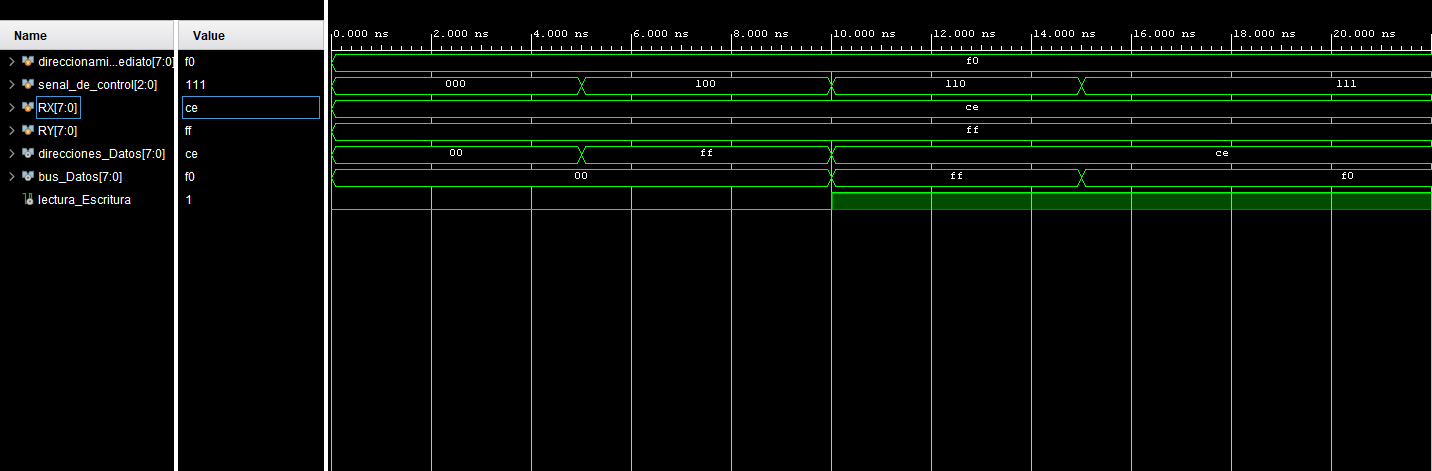 Name Value 0.000 ns 2.000 ns 4.000 ns 6.000 ns 8.000 ns 10.000 ns 12.000 ns 14.000 ns 16.000 ns 18.000 ns 20.000 ns
direccionami...ediato[7:0] f0 f0
senal_de_control[2:0] 111 000 100 110 111
RX[7:0] ce ce
RY[7:0] ff ff
direcciones_Datos[7:0] ce 00 ff ce
bus_Datos[7:0] f0 00 ff f0
lectura_Escritura 1